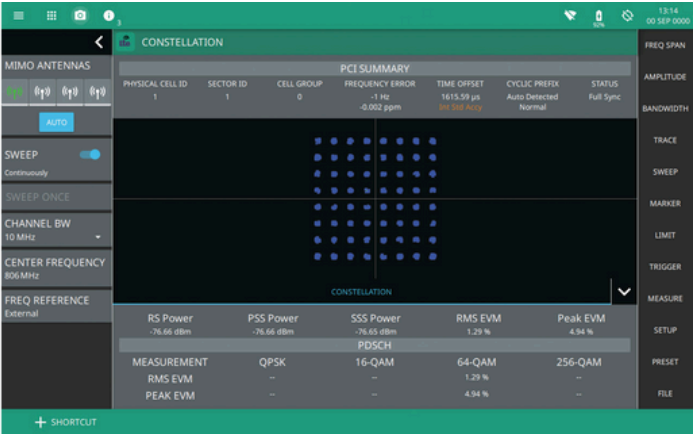 3
92%
13:14
00 SEP 0000
CONSTELLATION
MIMO ANTENNAS
AUTO
SWEEP
Continuously
SWEEP ONCE
CHANNEL BW
10 MHz
CENTER FREQUENCY
806 MHz
FREQ REFERENCE
External
PCI SUMMARY
PHYSICAL CELL ID SECTOR ID CELL GROUP FREQUENCY ERROR TIME OFFSET CYCLIC PREFIX STATUS
1 1 0 -1 Hz 1615.59 µs Auto Detected Full Sync
-0.002 ppm Int Std Accy Normal
CONSTELLATION
RS Power PSS Power SSS Power RMS EVM Peak EVM
-76.66 dBm -76.66 dBm -76.65 dBm 1.29 % 4.94 %
PDSCH
MEASUREMENT QPSK 16-QAM 64-QAM 256-QAM
RMS EVM -- -- 1.29 % --
PEAK EVM -- -- 4.94 % --
FREQ SPAN
AMPLITUDE
BANDWIDTH
TRACE
SWEEP
MARKER
LIMIT
TRIGGER
MEASURE
SETUP
PRESET
FILE
+ SHORTCUT